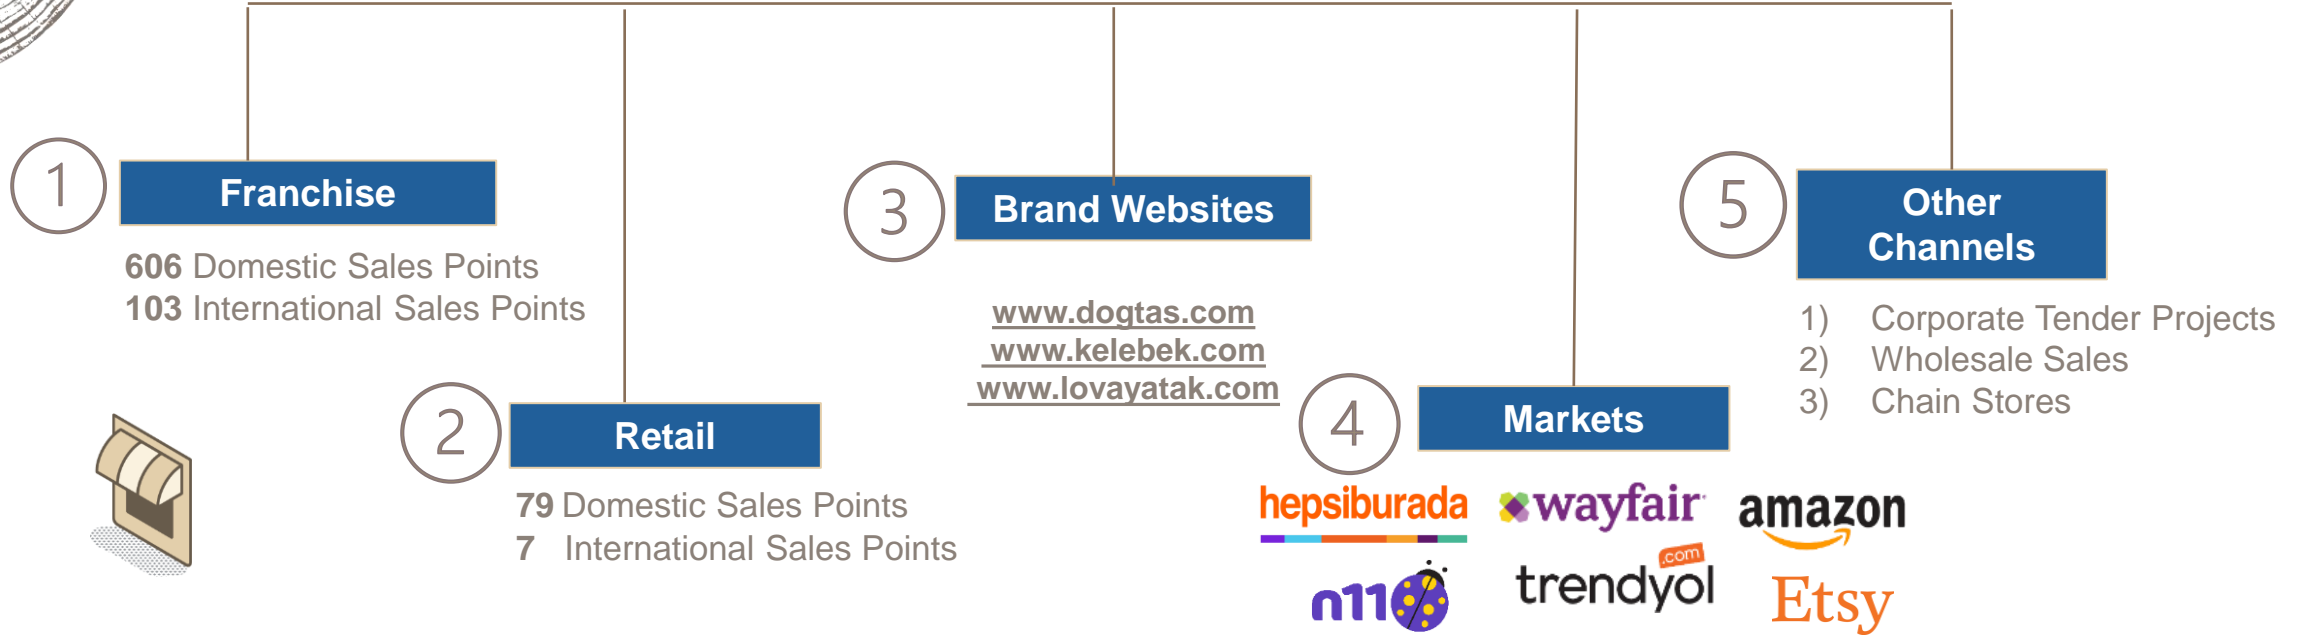 1
Franchise
606 Domestic Sales Points
103 International Sales Points
2
Retail
79 Domestic Sales Points
7 International Sales Points
3
Brand Websites
www.dogtas.com
www.kelebek.com
www.lovayatak.com
4
Markets
hepsiburada
wayfair
amazon
n11
trendyol
.com
Etsy
5
Other
Channels
1) Corporate Tender Projects
2) Wholesale Sales
3) Chain Stores